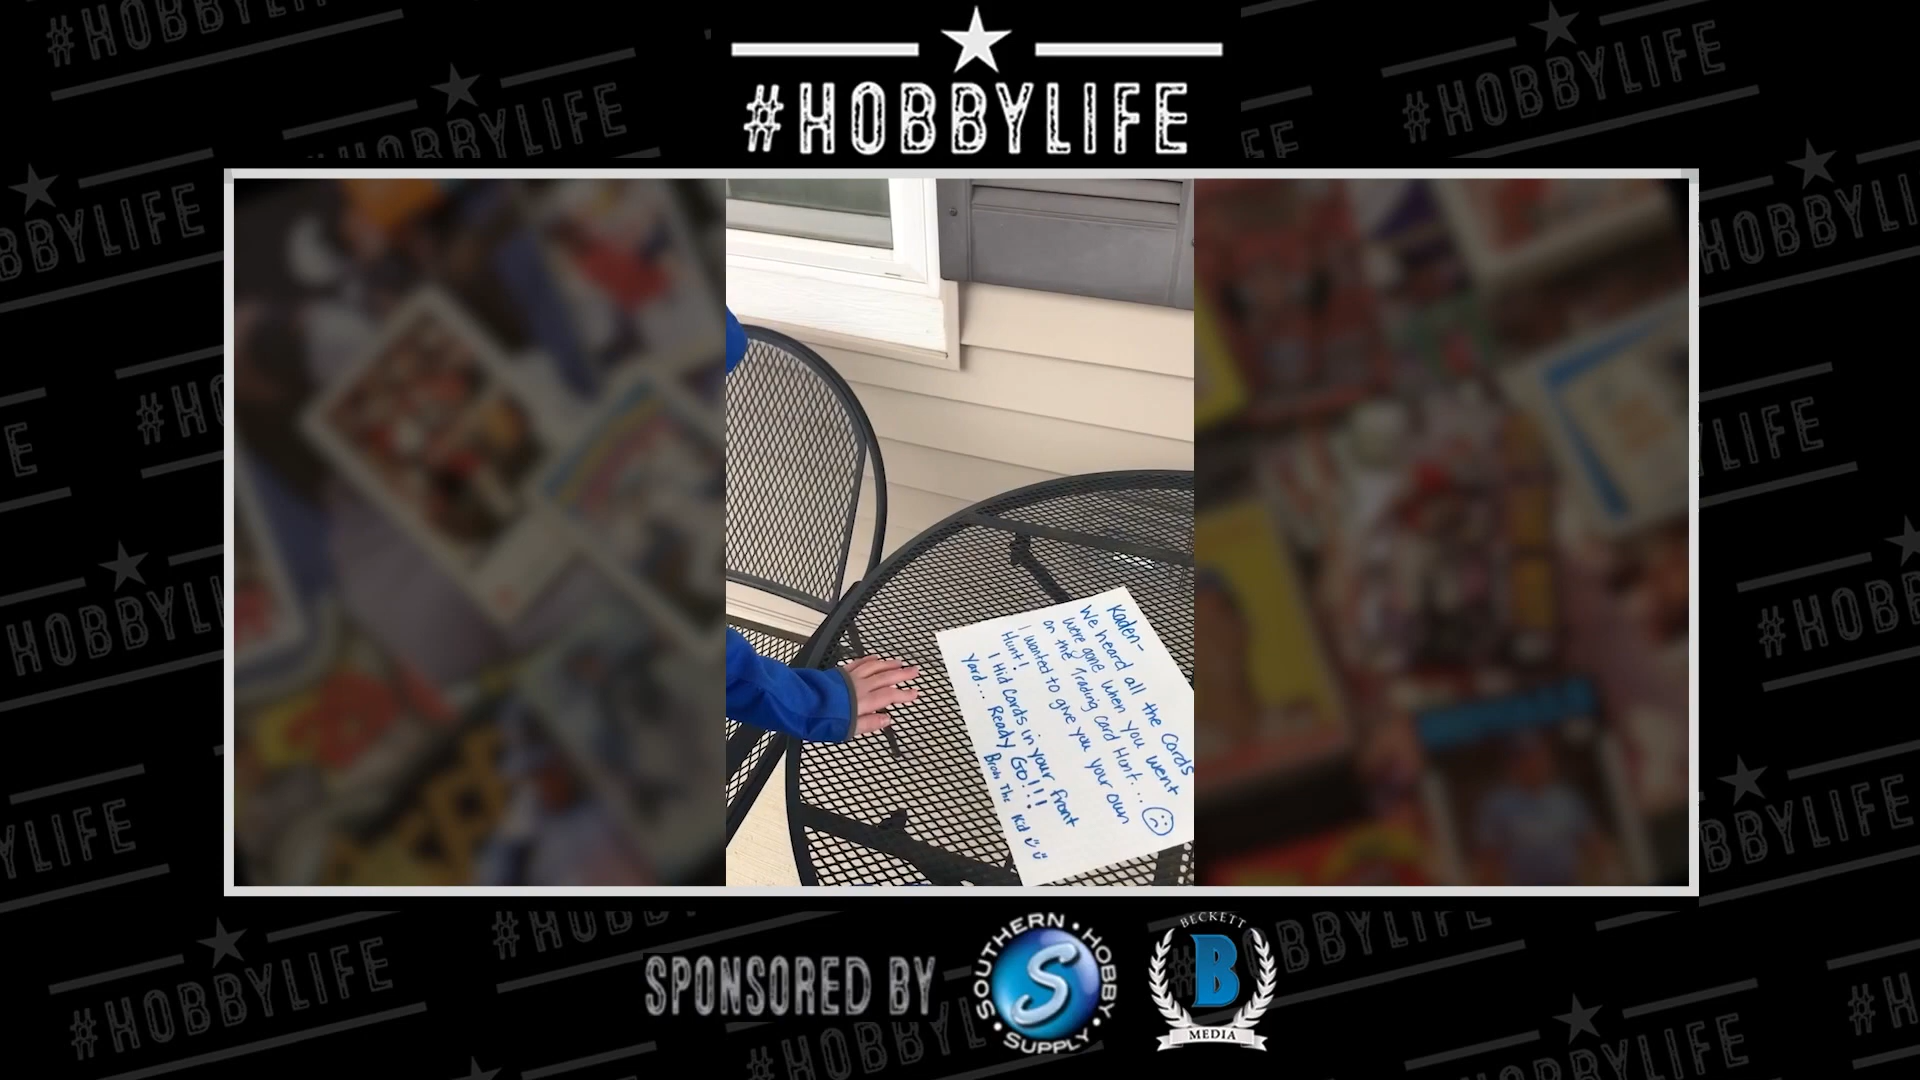 #HOBBYLIFE
Kaden-
We heard all the cards
were gone when you went
on the Trading Card Hunt...
I wanted to give you your own
Hunt!
I Hid Cards in your front
Yard... Ready Go!!!
The Kid
SPONSORED BY
SOUTHERN HOBBY SUPPLY
S
BECKETT
B
MEDIA